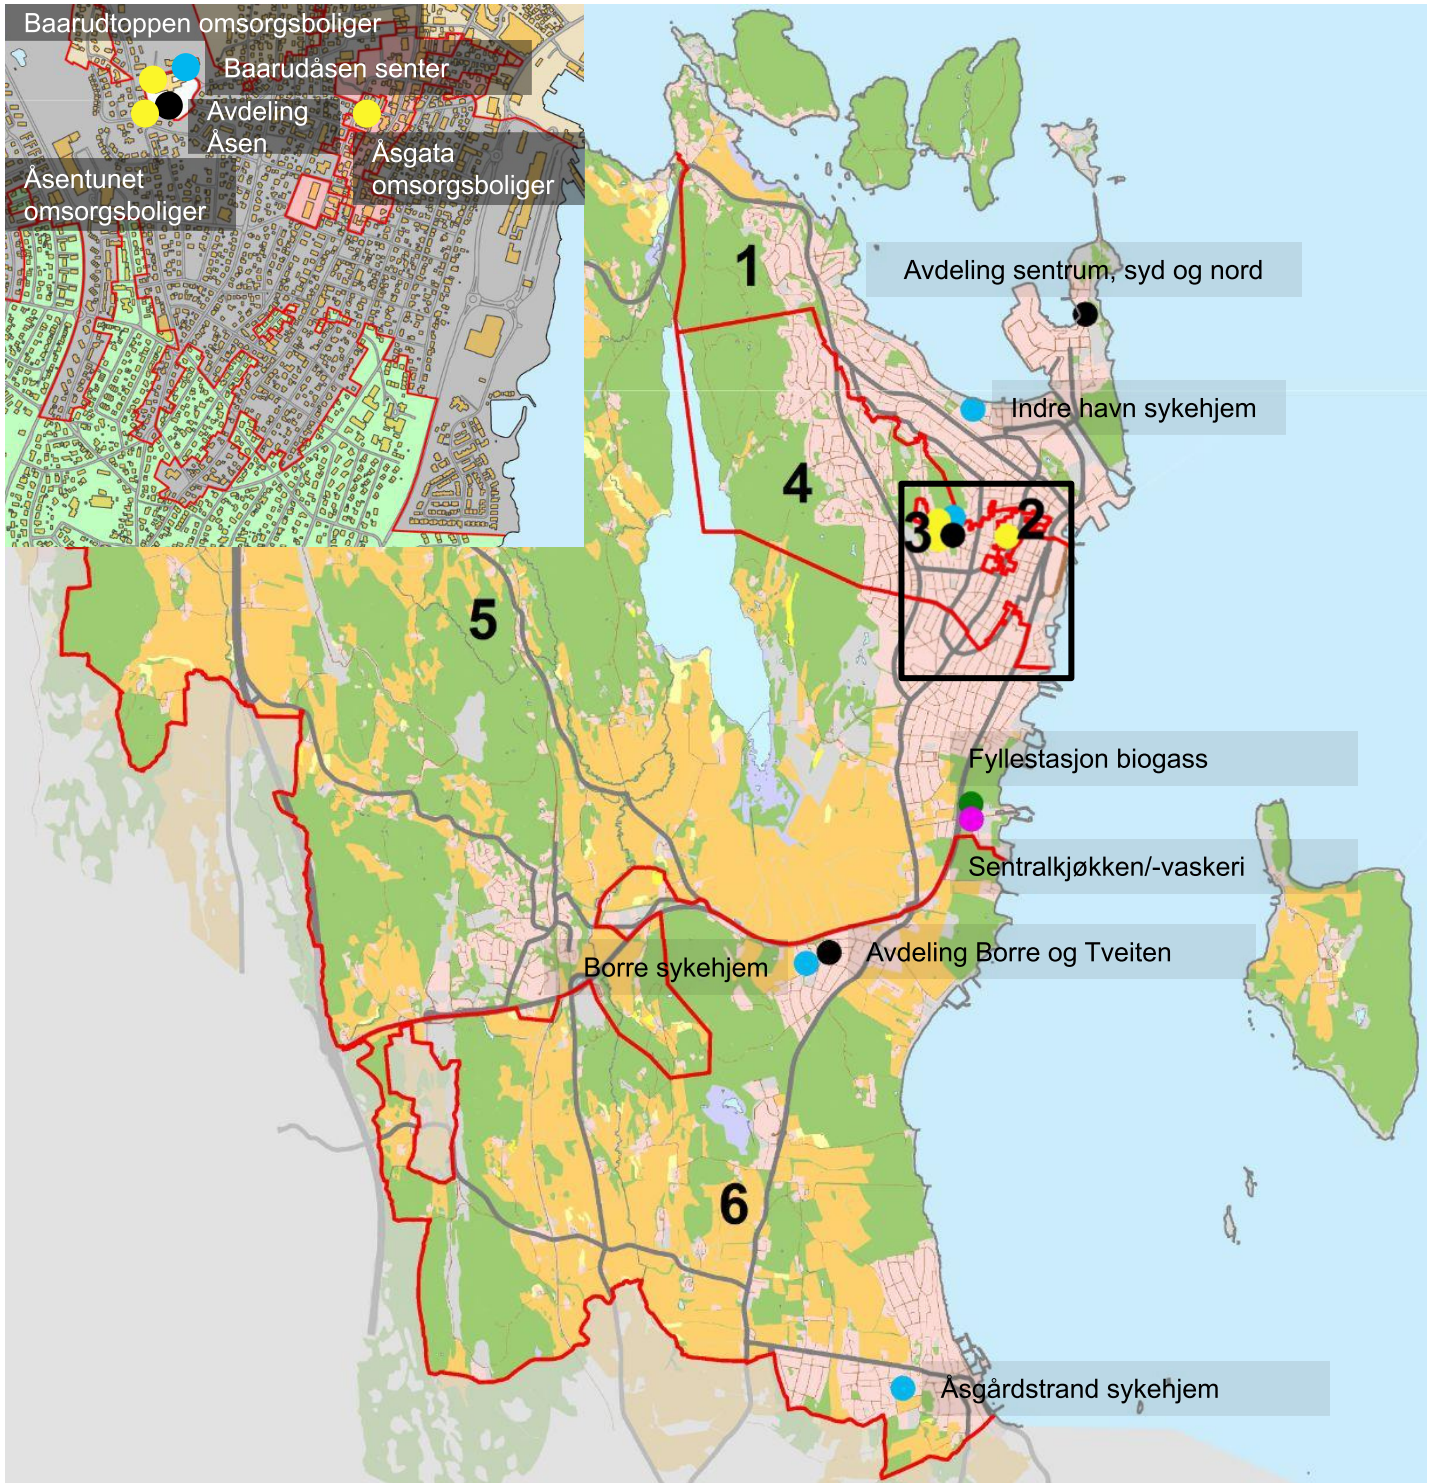 Baarudtoppen omsorgsboliger
Baarudåsen senter
Avdeling
Åsen
Åsgata
omsorgsboliger
Åsentunet
omsorgsboliger
1
Avdeling sentrum, syd og nord
Indre havn sykehjem
4
3
2
5
Fyllestasjon biogass
Sentralkjøkken/-vaskeri
Borre sykehjem
Avdeling Borre og Tveiten
6
Åsgårdstrand sykehjem